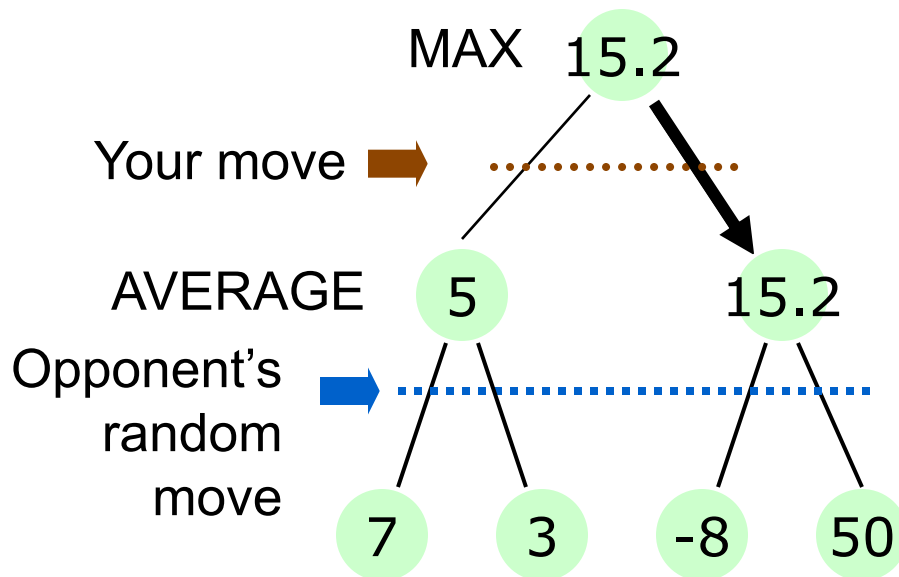 MAX 15.2
Your move
AVERAGE 5 15.2
Opponent’s
random
move
7 3 -8 50